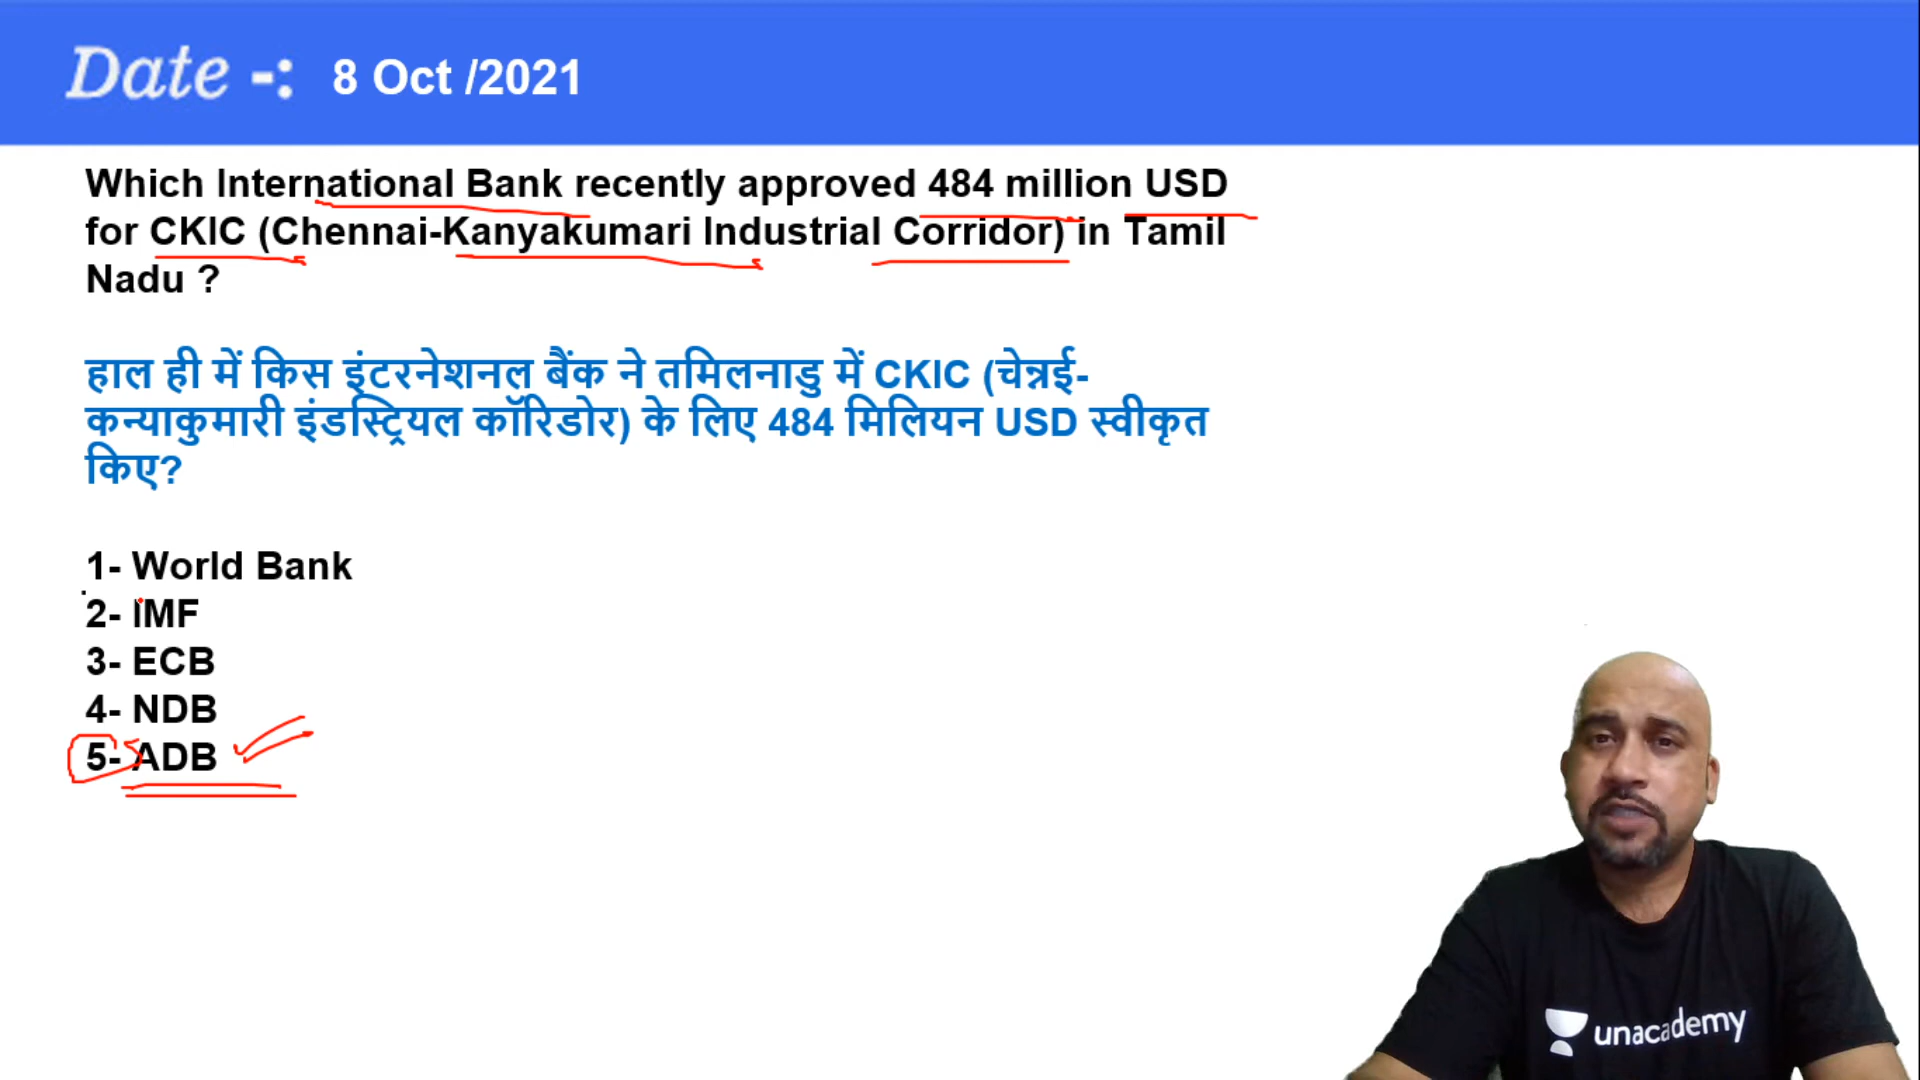 Date -: 8 Oct /2021
Which International Bank recently approved 484 million USD
for CKIC (Chennai-Kanyakumari Industrial Corridor) in Tamil
Nadu ?
हाल ही में किस इंटरनेशनल बैंक ने तमिलनाडु में CKIC (चेन्नई-
कन्याकुमारी इंडस्ट्रियल कॉरिडोर) के लिए 484 मिलियन USD स्वीकृत
किए?
1- World Bank
2- IMF
3- ECB
4- NDB
5- ADB
unacademy